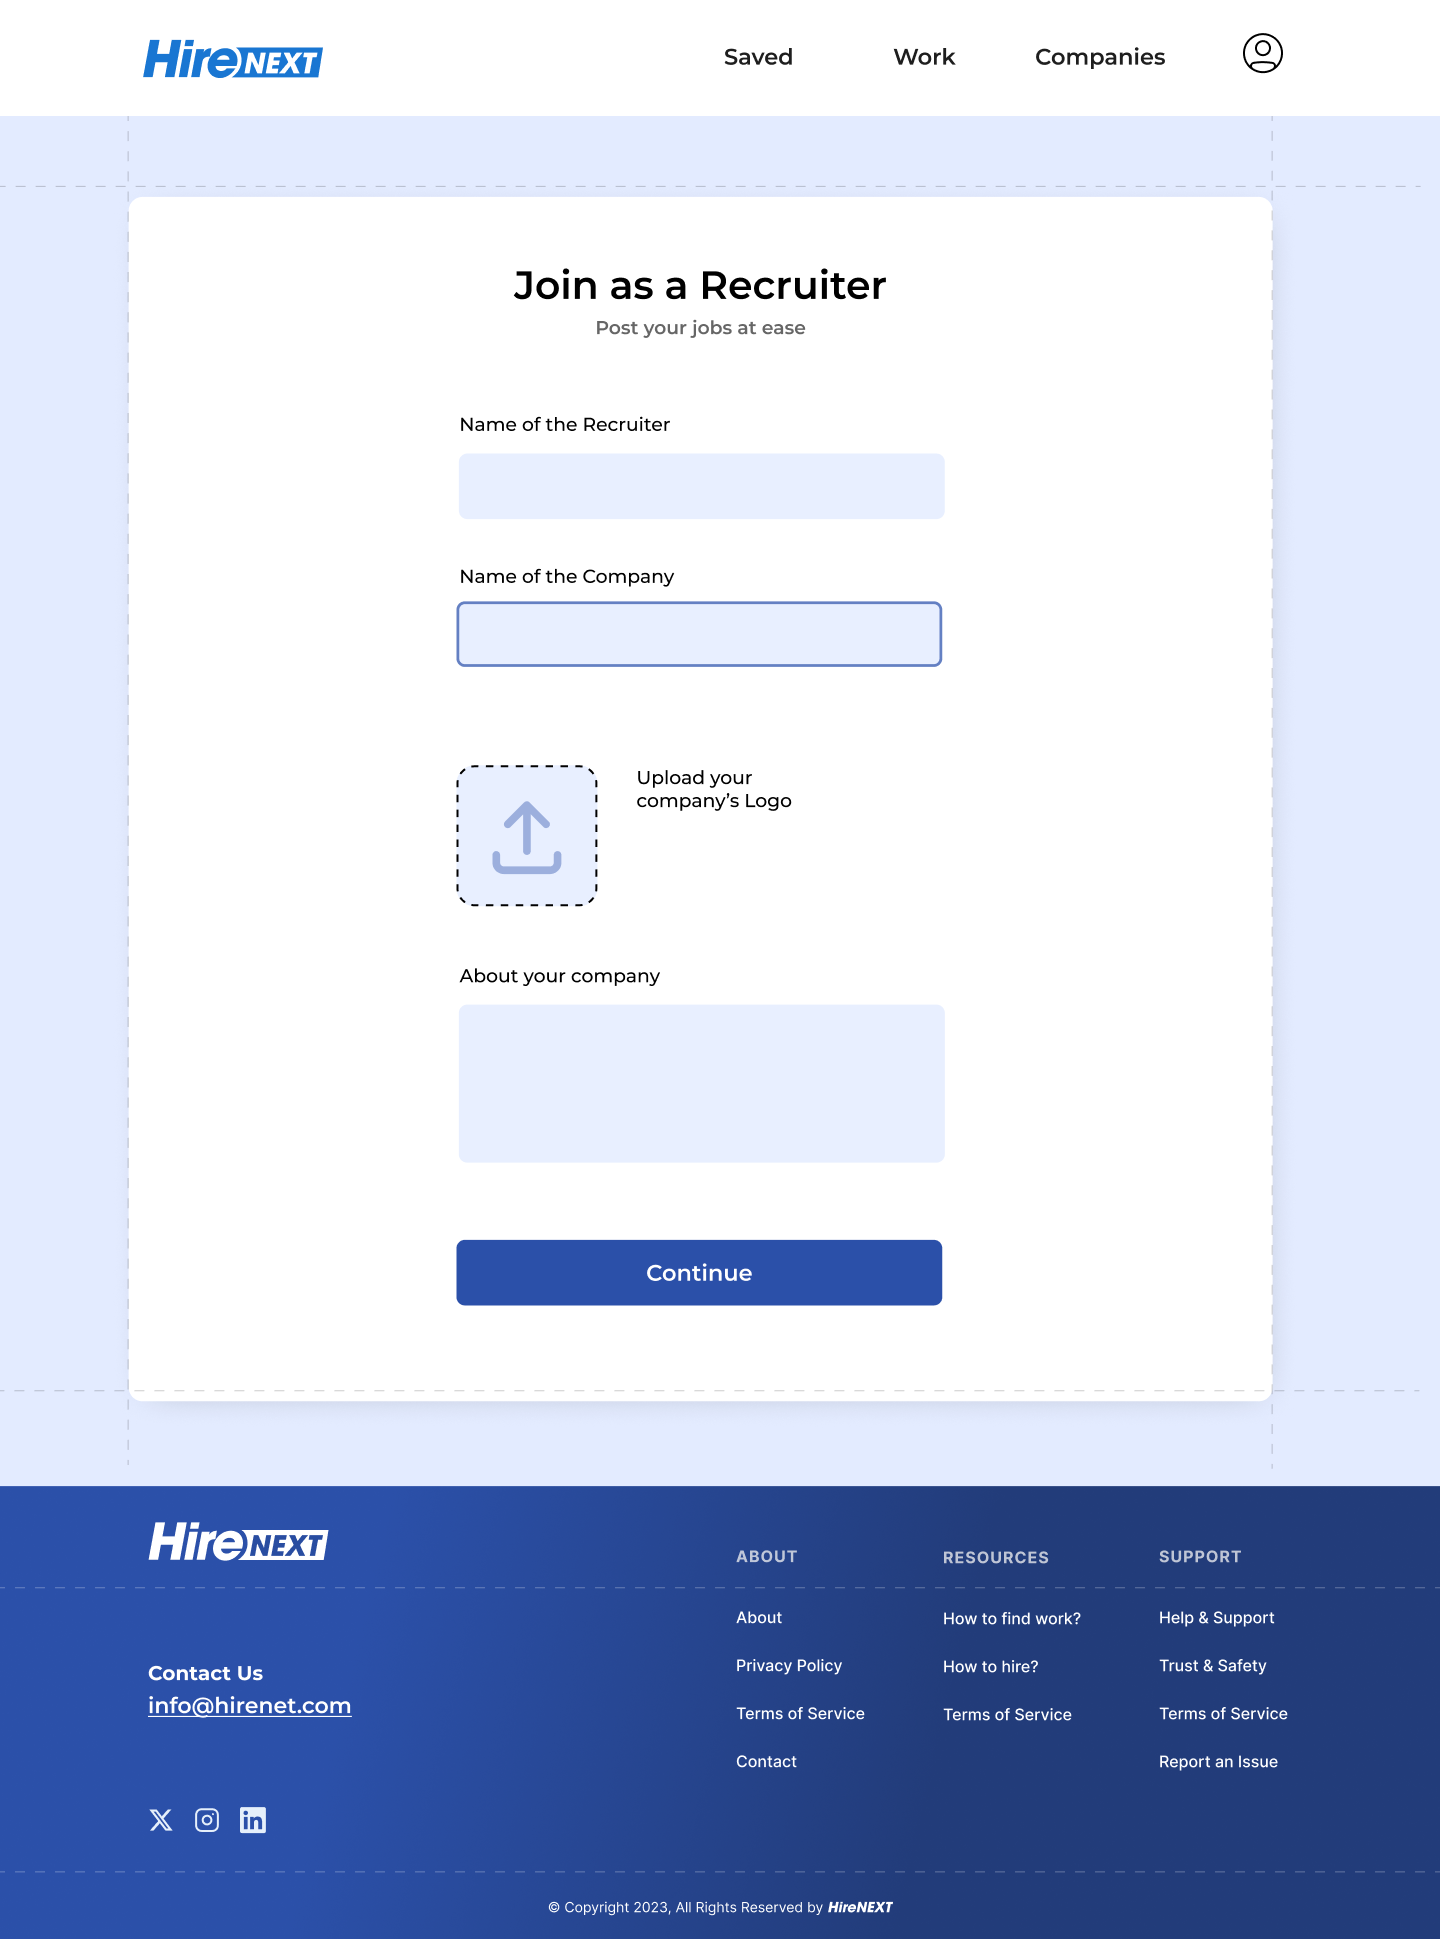 HireNEXT
Saved
Work
Companies
Join as a Recruiter
Post your jobs at ease
Name of the Recruiter
Name of the Company
Upload your
company’s Logo
About your company
Continue
HireNEXT
Contact Us
info@hirenet.com
ABOUT
About
Privacy Policy
Terms of Service
Contact
RESOURCES
How to find work?
How to hire?
Terms of Service
SUPPORT
Help & Support
Trust & Safety
Terms of Service
Report an Issue
© Copyright 2023, All Rights Reserved by HireNEXT